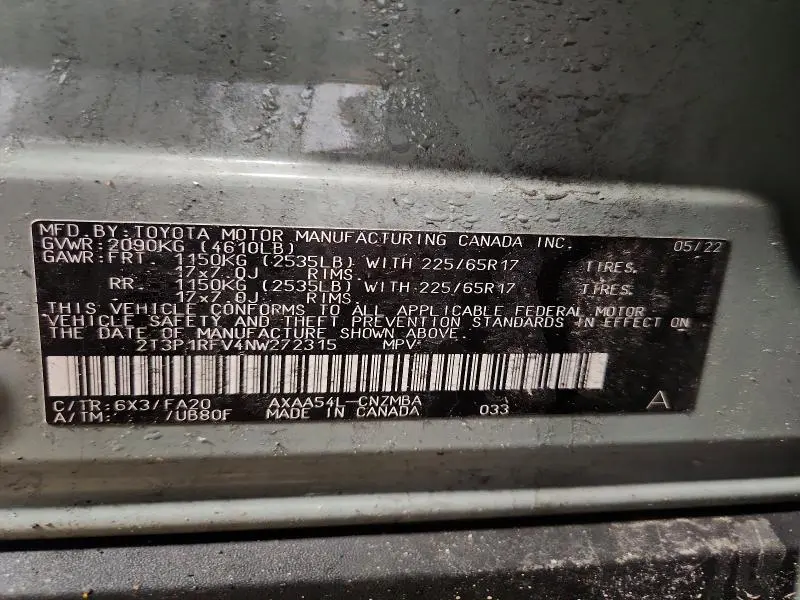 MFD. BY: TOYOTA MOTOR MANUFACTURING CANADA INC. 05/22
GVWR: 2090KG (4610LB)
GAWR: FRT 1150KG (2535LB) WITH 225/65R17 TIRES,
17x7.0J RIMS.
RR 1150KG (2535LB) WITH 225/65R17 TIRES,
17x7.0J RIMS.
THIS VEHICLE CONFORMS TO ALL APPLICABLE FEDERAL MOTOR
VEHICLE SAFETY AND THEFT PREVENTION STANDARDS IN EFFECT ON
THE DATE OF MANUFACTURE SHOWN ABOVE.
2T3P1RFV4NW272315 MPV
C/TR: 6X3/FA20 AXAA54L-CNZMBA A
A/TM: /UB80F MADE IN CANADA 033